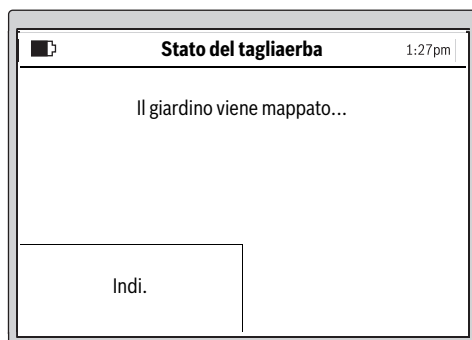 Stato del tagliaerba 1:27pm
Il giardino viene mappato...
Indi.